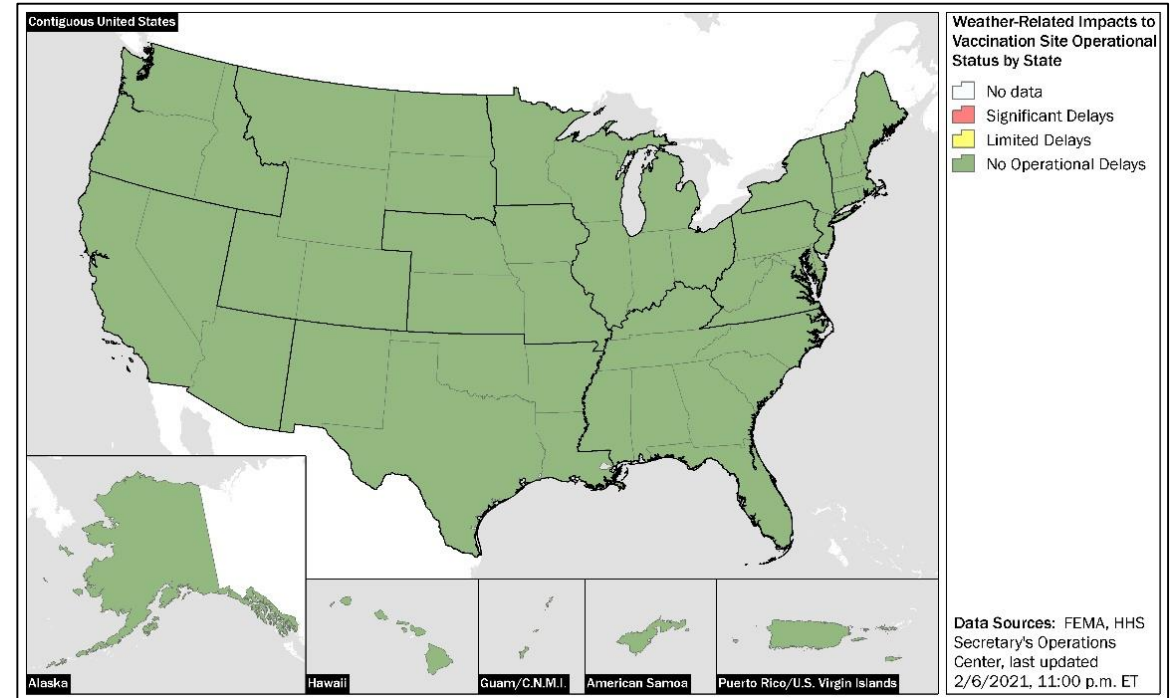 Contiguous United States
Weather-Related Impacts to
Vaccination Site Operational
Status by State
No data
Significant Delays
Limited Delays
No Operational Delays
Alaska
Hawaii
Guam/C.N.M.I.
American Samoa
Puerto Rico/U.S. Virgin Islands
Data Sources: FEMA, HHS
Secretary's Operations
Center, last updated
2/6/2021, 11:00 p.m. ET